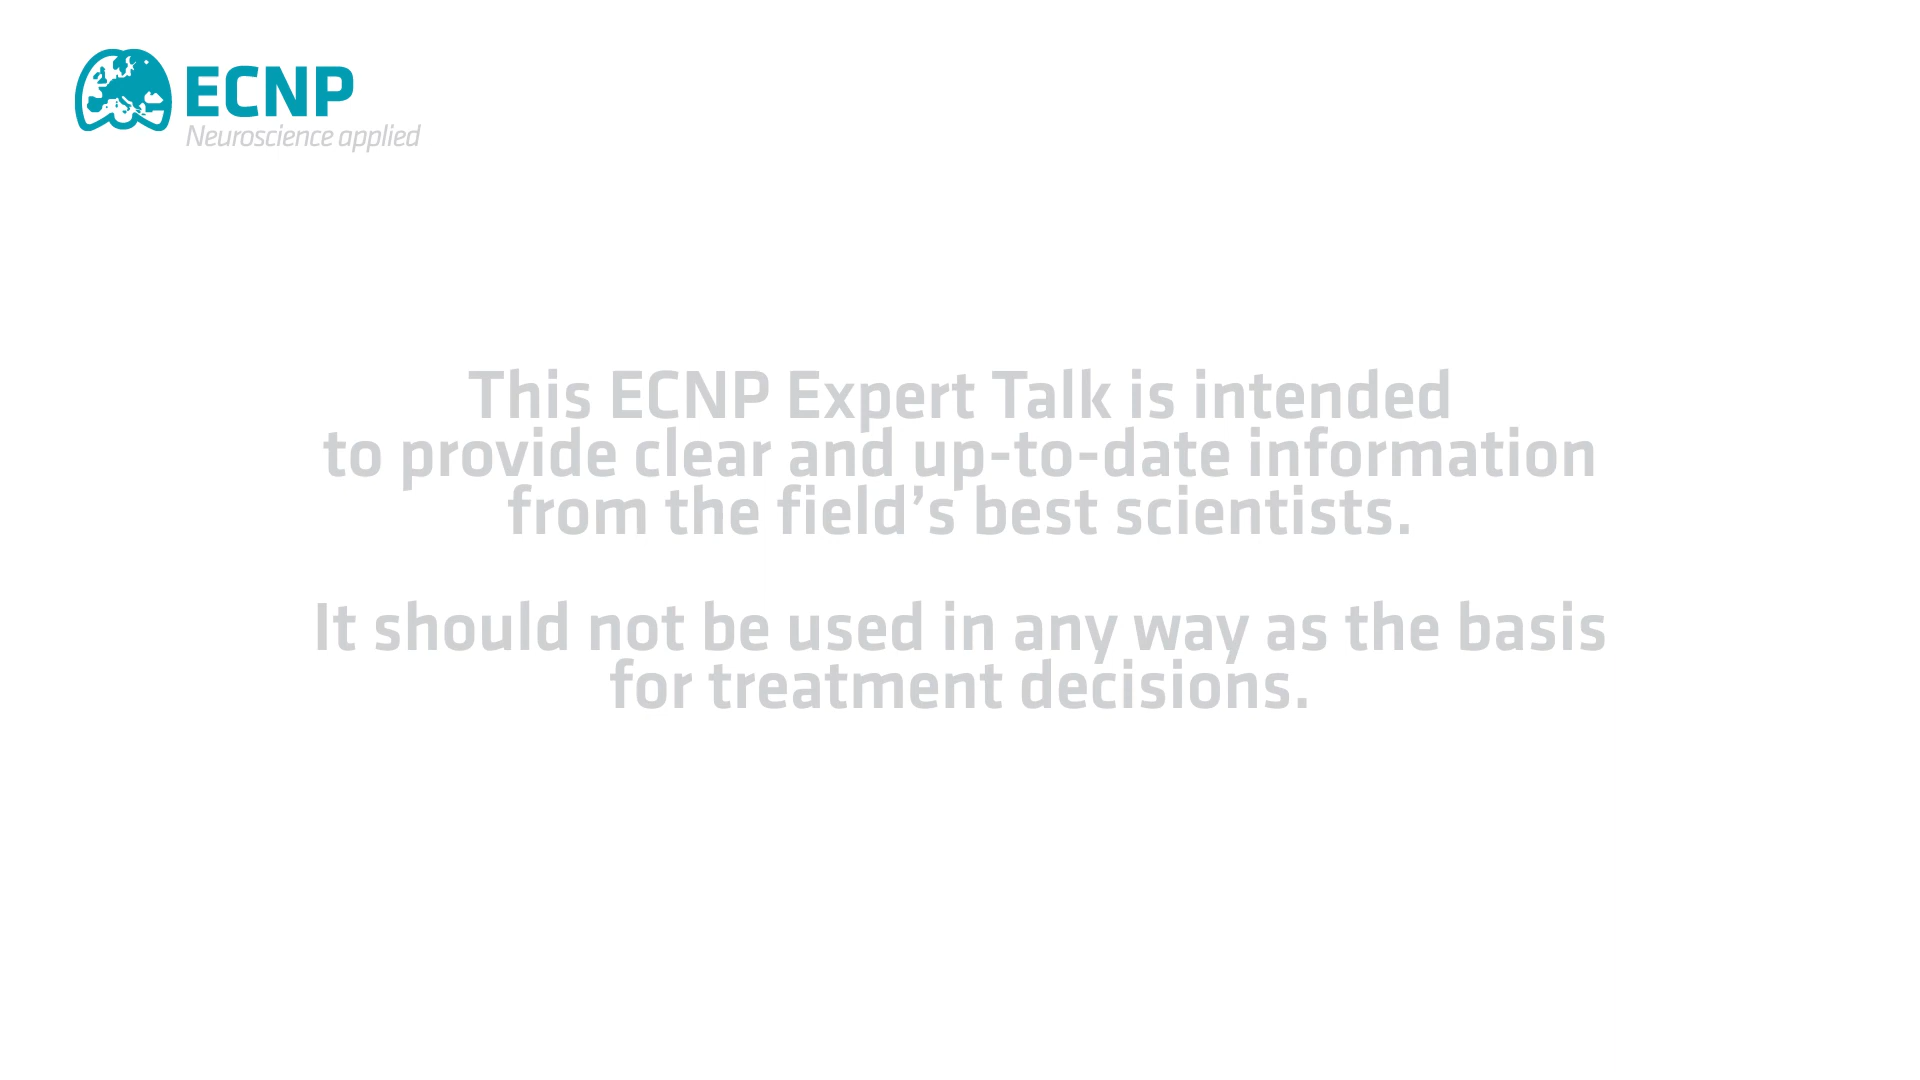 ECNP
Neuroscience applied
This ECNP Expert Talk is intended
to provide clear and up-to-date information
from the field’s best scientists.
It should not be used in any way as the basis
for treatment decisions.